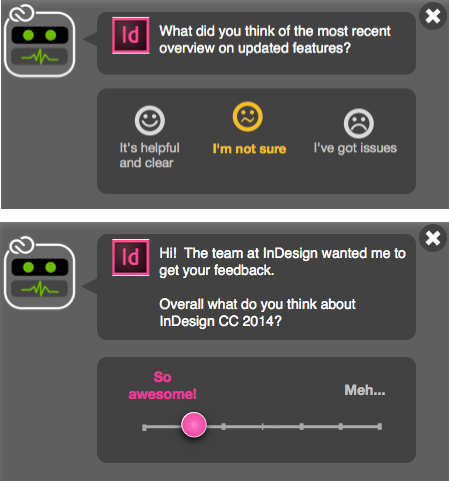 Id
What did you think of the most recent
overview on updated features?
It's helpful
and clear
I'm not sure
I've got issues
Id
Hi!  The team at InDesign wanted me to
get your feedback.
Overall what do you think about
InDesign CC 2014?
So
awesome!
Meh...